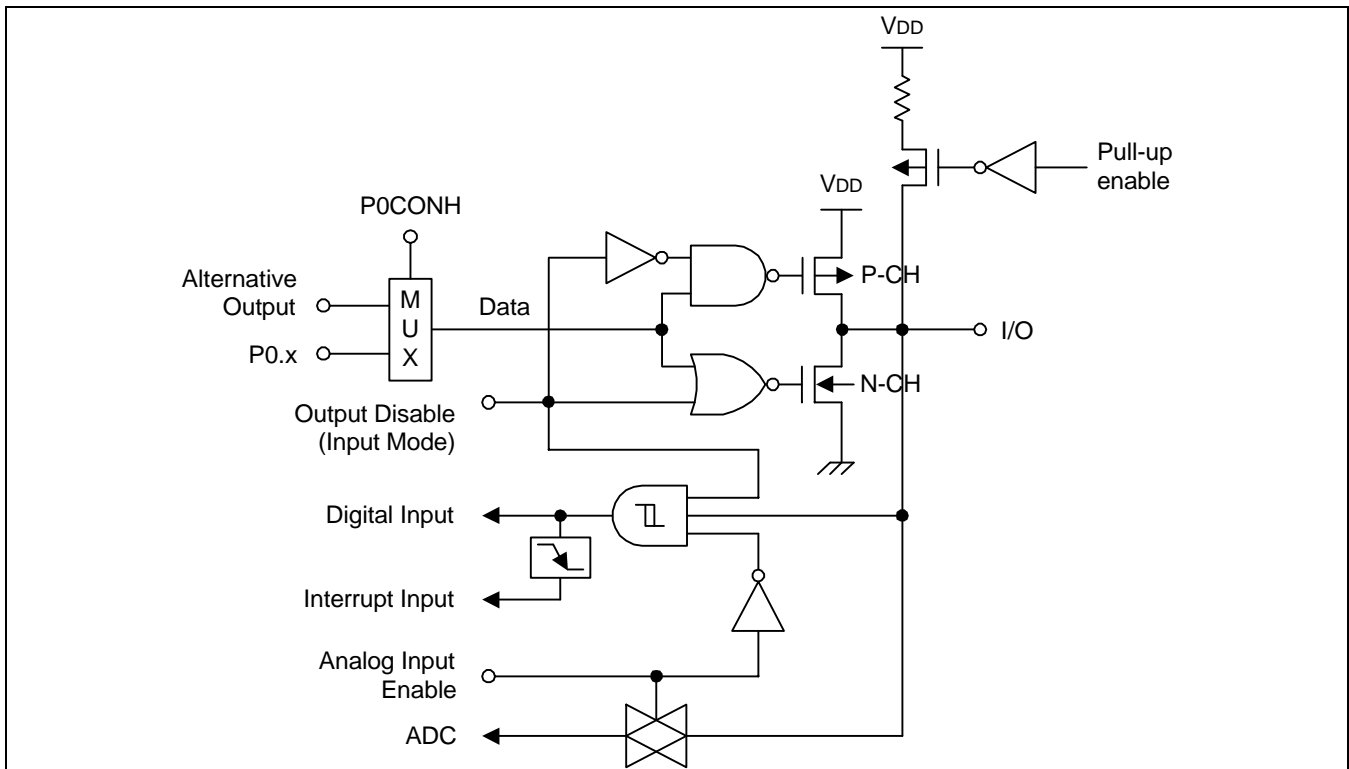 VDD
Pull-up
enable
VDD
P0CONH
P-CH
Alternative
Output
M
U
X
Data
I/O
P0.x
N-CH
Output Disable
(Input Mode)
Digital Input
Interrupt Input
Analog Input
Enable
ADC